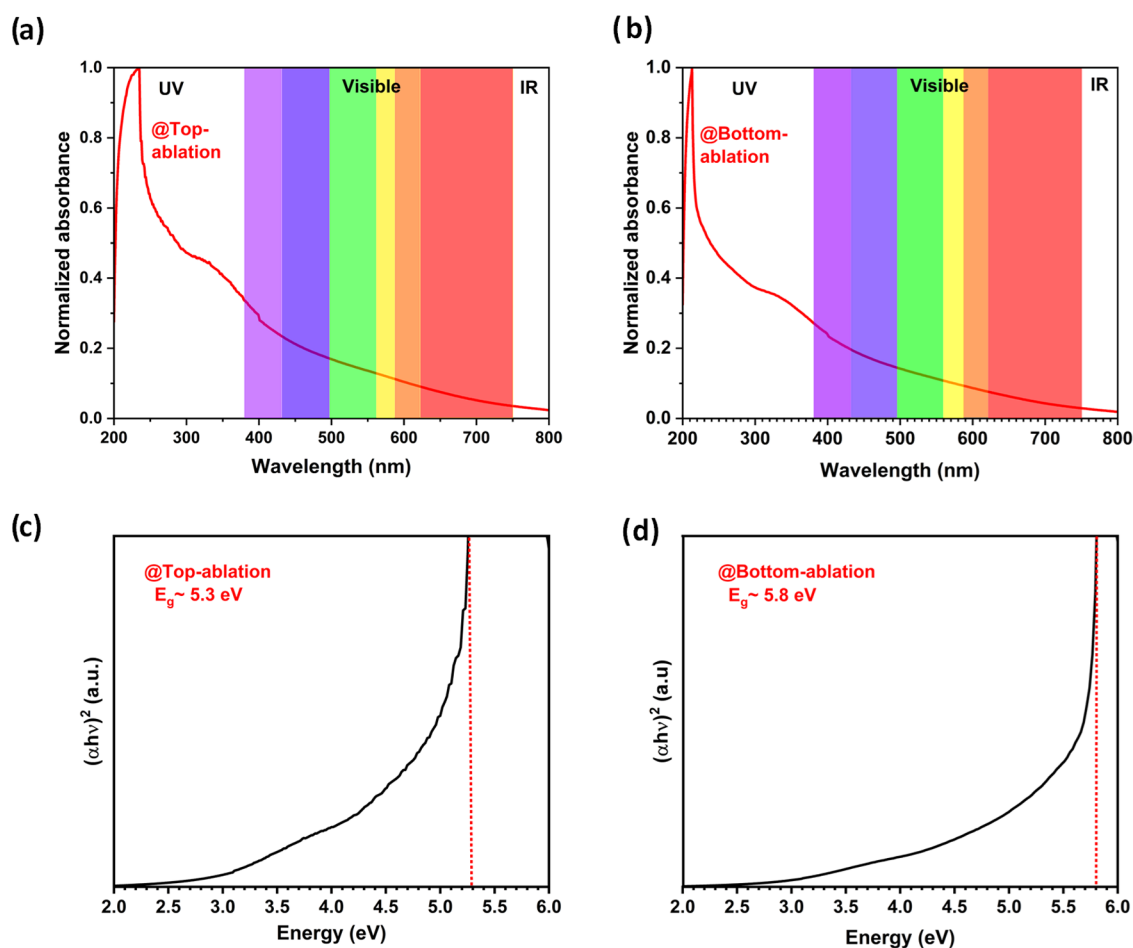 (a)
UV
Visible
IR
@Top-
ablation
Normalized absorbance
1.0
0.8
0.6
0.4
0.2
0.0
200 300 400 500 600 700 800
Wavelength (nm)
(b)
UV
Visible
IR
@Bottom-
ablation
Normalized absorbance
1.0
0.8
0.6
0.4
0.2
0.0
200 300 400 500 600 700 800
Wavelength (nm)
(c)
@Top-ablation
E_g~ 5.3 eV
(αhν)² (a.u.)
2.0 2.5 3.0 3.5 4.0 4.5 5.0 5.5 6.0
Energy (eV)
(d)
@Bottom-ablation
E_g~ 5.8 eV
(αhν)² (a.u)
2.0 2.5 3.0 3.5 4.0 4.5 5.0 5.5 6.0
Energy (eV)